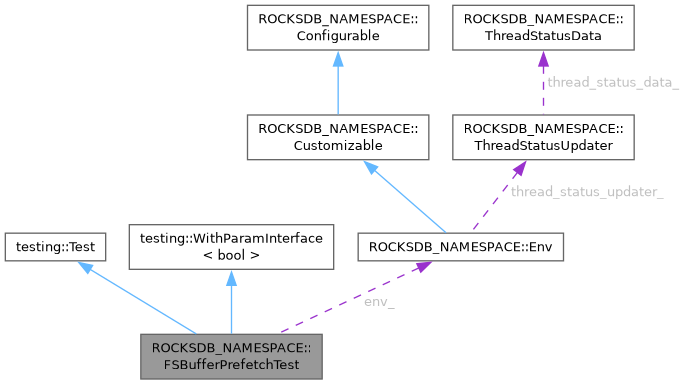 ROCKSDB_NAMESPACE::
Configurable
ROCKSDB_NAMESPACE::
ThreadStatusData
thread_status_data_
ROCKSDB_NAMESPACE::
Customizable
ROCKSDB_NAMESPACE::
ThreadStatusUpdater
thread_status_updater_
testing::Test
testing::WithParamInterface
< bool >
ROCKSDB_NAMESPACE::Env
env_
ROCKSDB_NAMESPACE::
FSBufferPrefetchTest